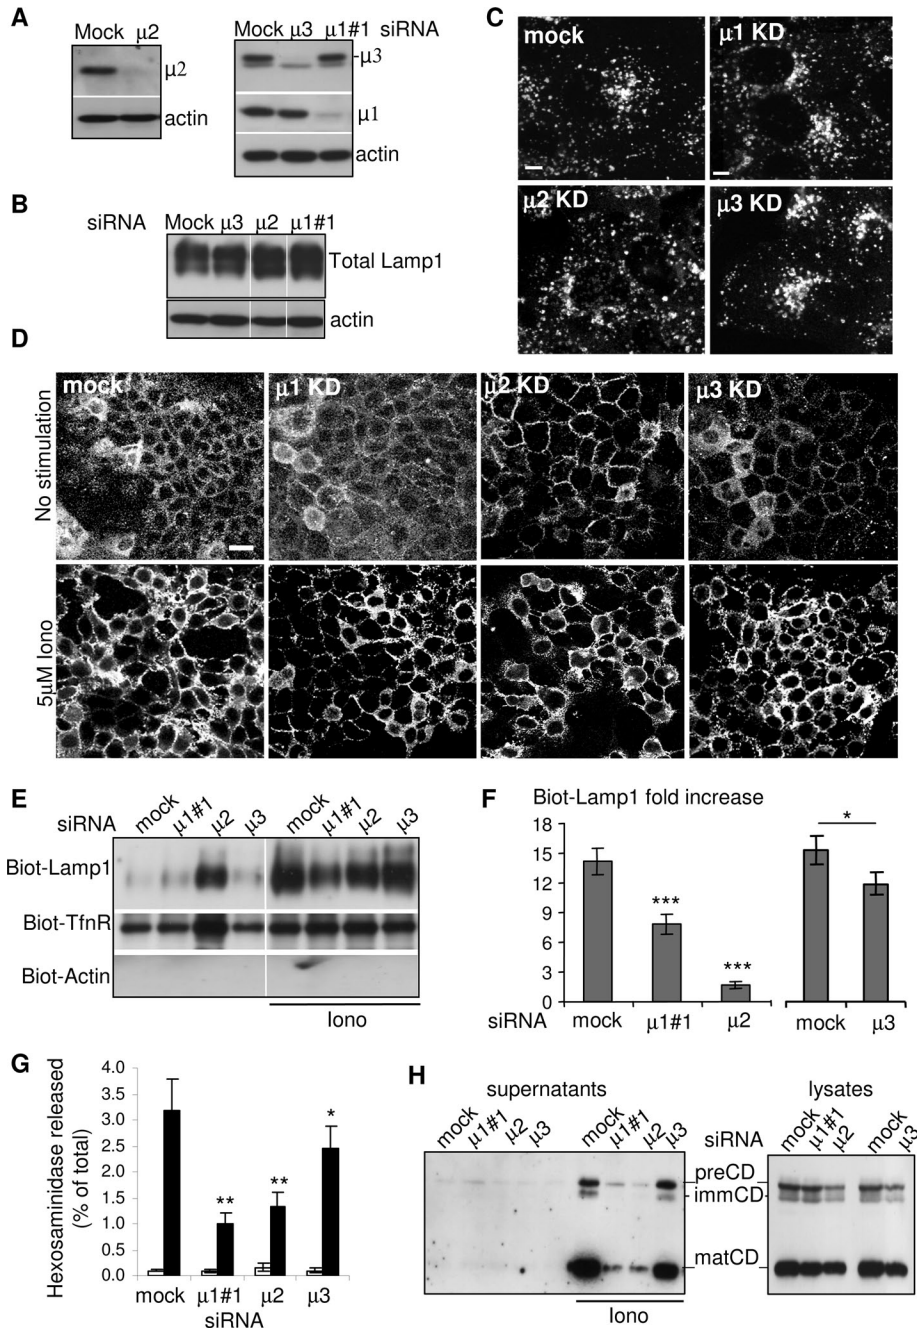 A
Mock μ2
μ2
actin
Mock μ3 μ1#1 siRNA
-μ3
μ1
actin
B
siRNA Mock μ3 μ2 μ1#1
Total Lamp1
actin
C
mock
μ1 KD
μ2 KD
μ3 KD
D
mock
μ1 KD
μ2 KD
μ3 KD
No stimulation
5μM Iono
E
siRNA mock μ1#1 μ2 μ3 mock μ1#1 μ2 μ3
Biot-Lamp1
Biot-TfnR
Biot-Actin
Iono
F
Biot-Lamp1 fold increase
18
15
12
9
6
3
0
***
***
*
siRNA mock μ1#1 μ2 mock μ3
G
Hexosaminidase released
(% of total)
4.0
3.5
3.0
2.5
2.0
1.5
1.0
0.5
0.0
**
**
*
mock μ1#1 μ2 μ3
siRNA
H
supernatants lysates
mock μ1#1 μ2 μ3 mock μ1#1 μ2 μ3 siRNA mock μ1#1 μ2 mock μ3
preCD
immCD
matCD
Iono